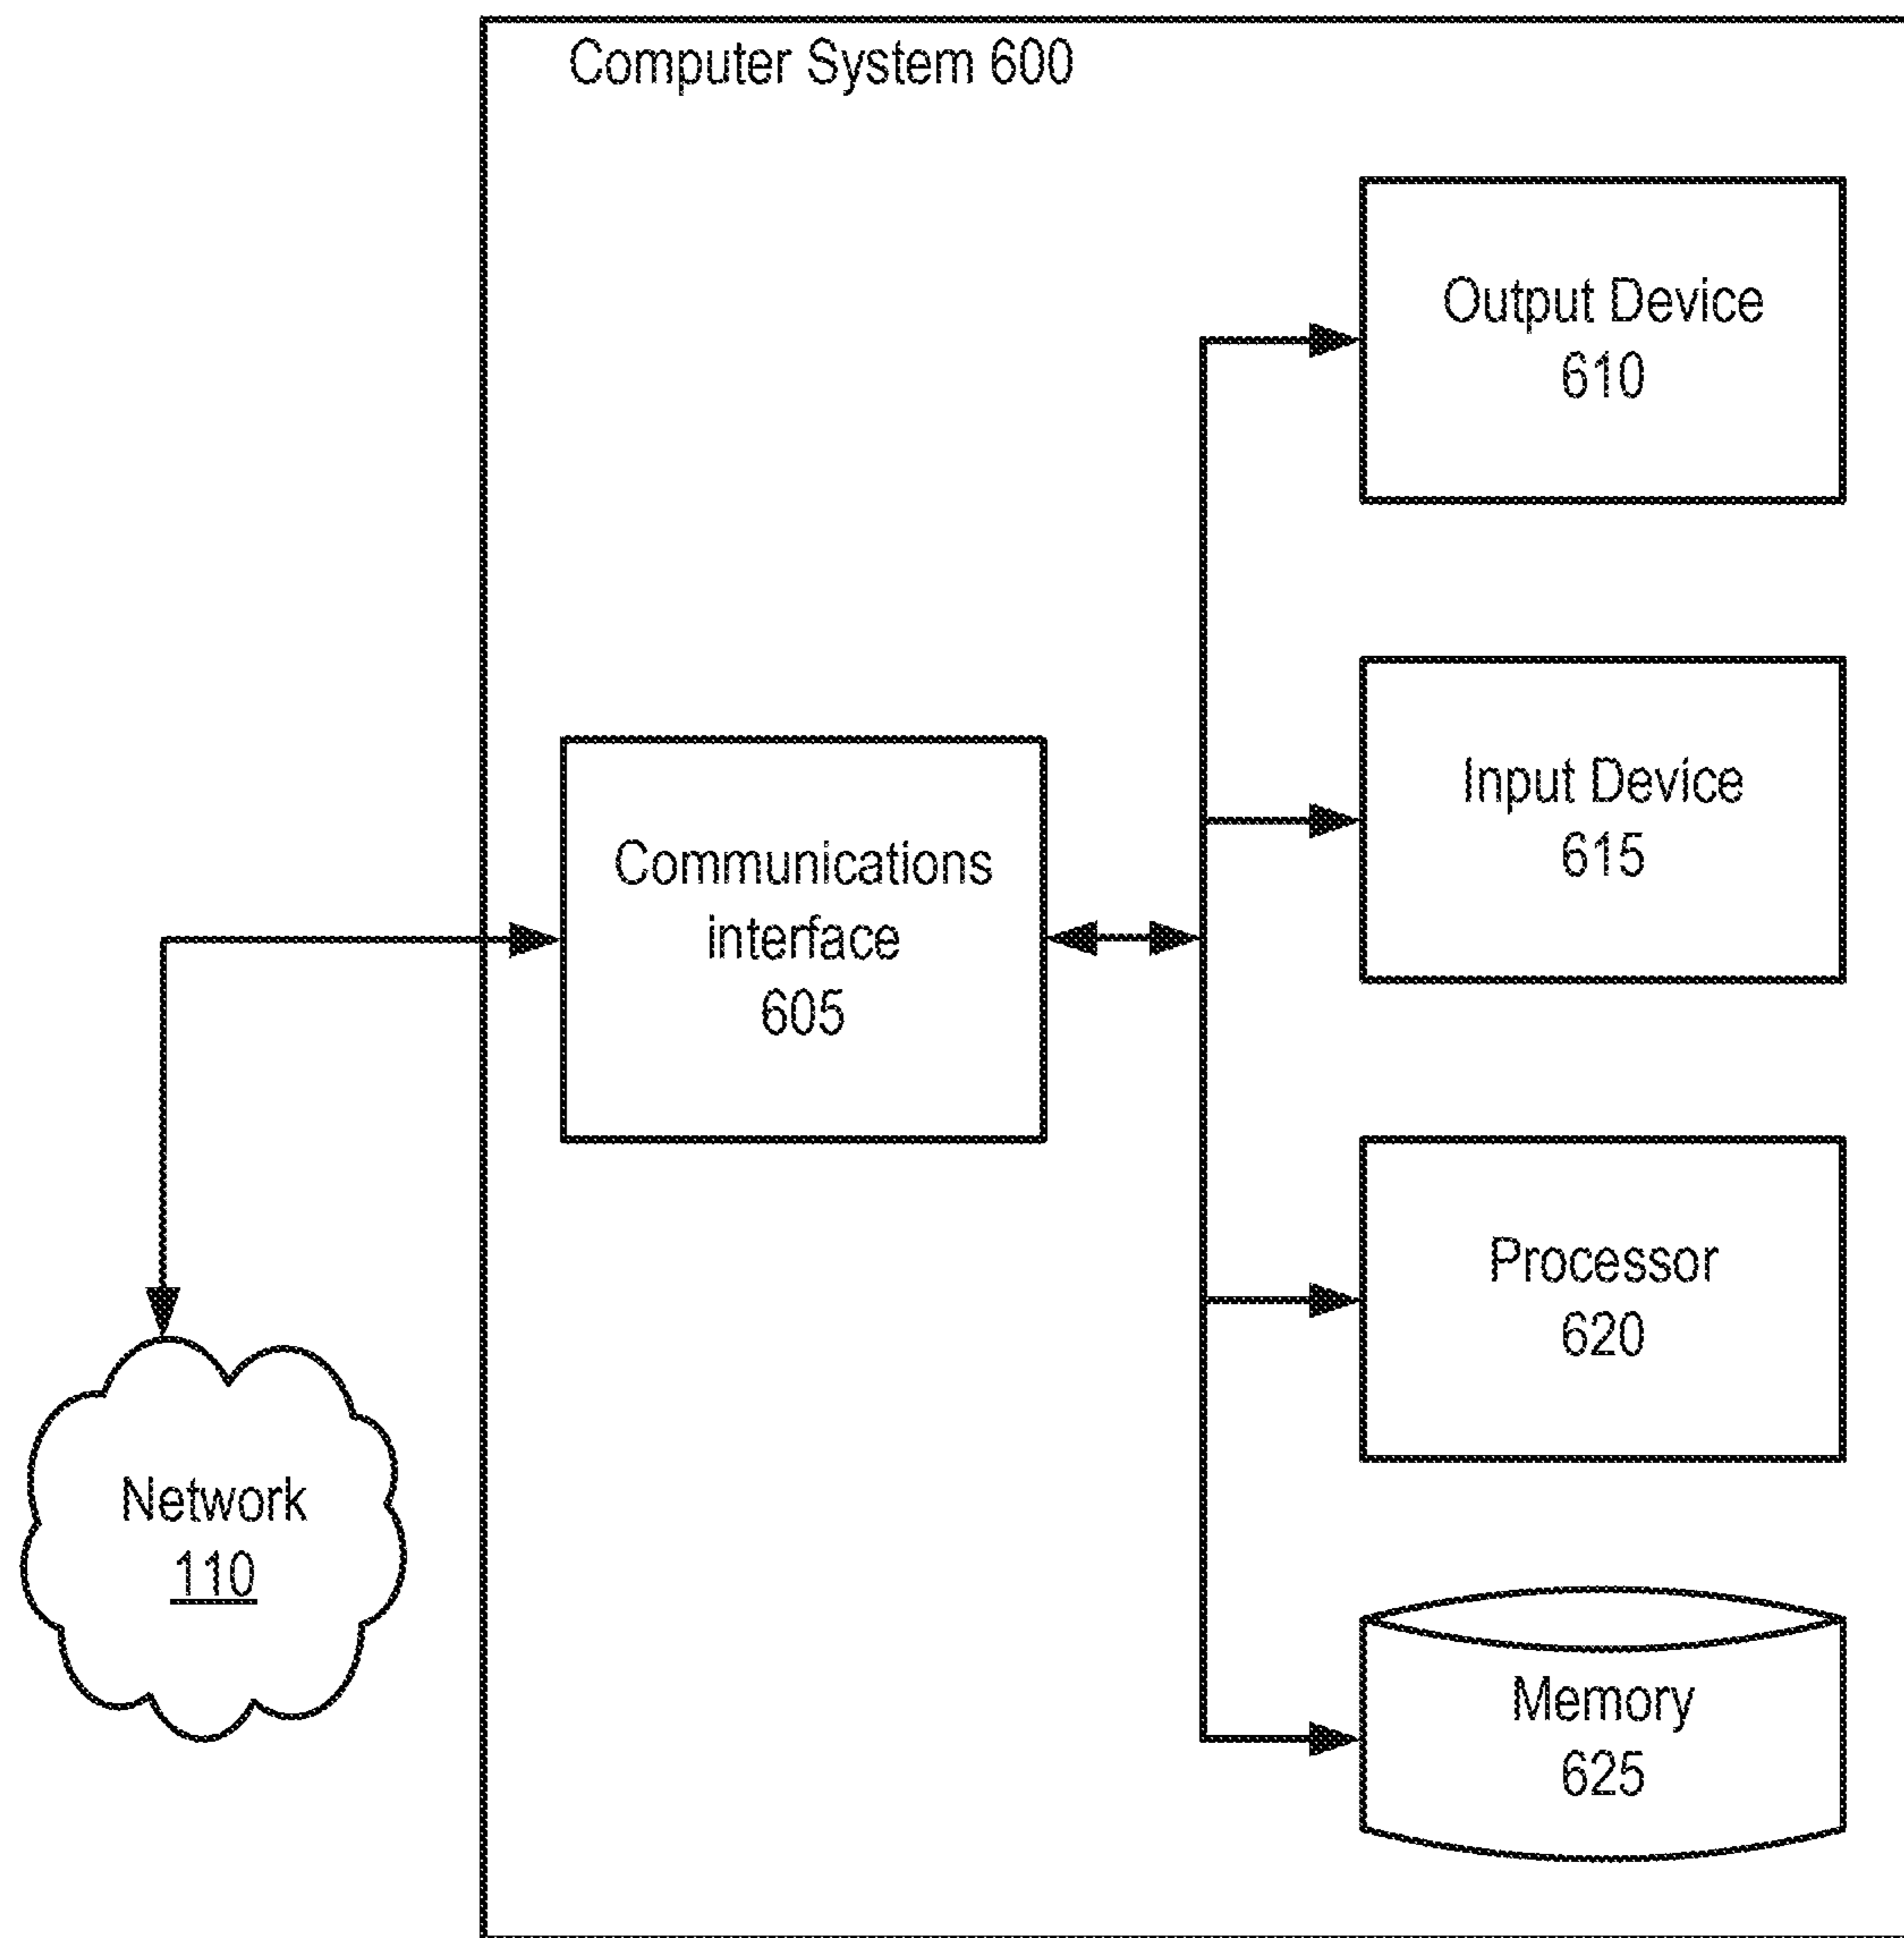 Computer System 600
Output Device
610
Input Device
615
Communications
interface
605
Processor
620
Network
110
Memory
625